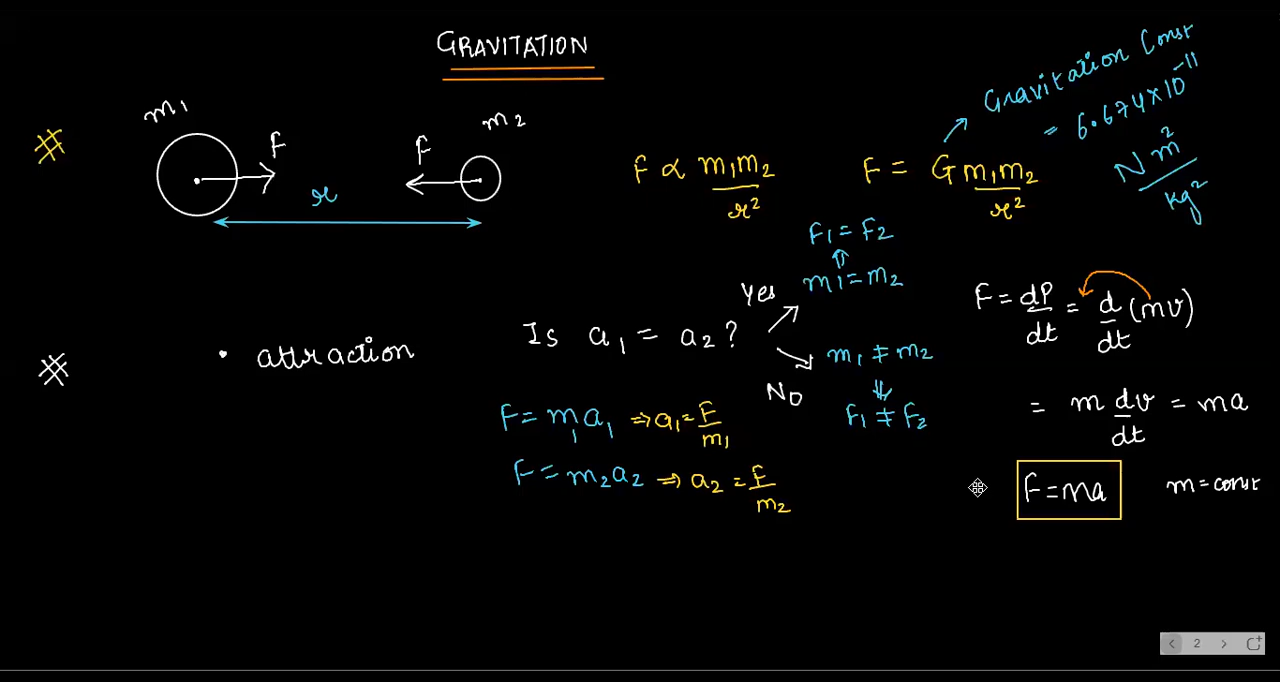 GRAVITATION
m1
m2
F
F
r
F ∝ m1m2/r²
F = G m1m2/r²
Gravitation Const
= 6.674×10⁻¹¹
N m²/kg²
F1 = F2
⇑
m1 = m2
Yes
Is a1 = a2 ?
No
m1 ≠ m2
⇓
F1 ≠ F2
• attraction
F = m1a1 ⇒ a1 = F/m1
F = m2a2 ⇒ a2 = F/m2
F = dP/dt = d/dt (mv)
= m dv/dt = ma
F = ma
m = const
2